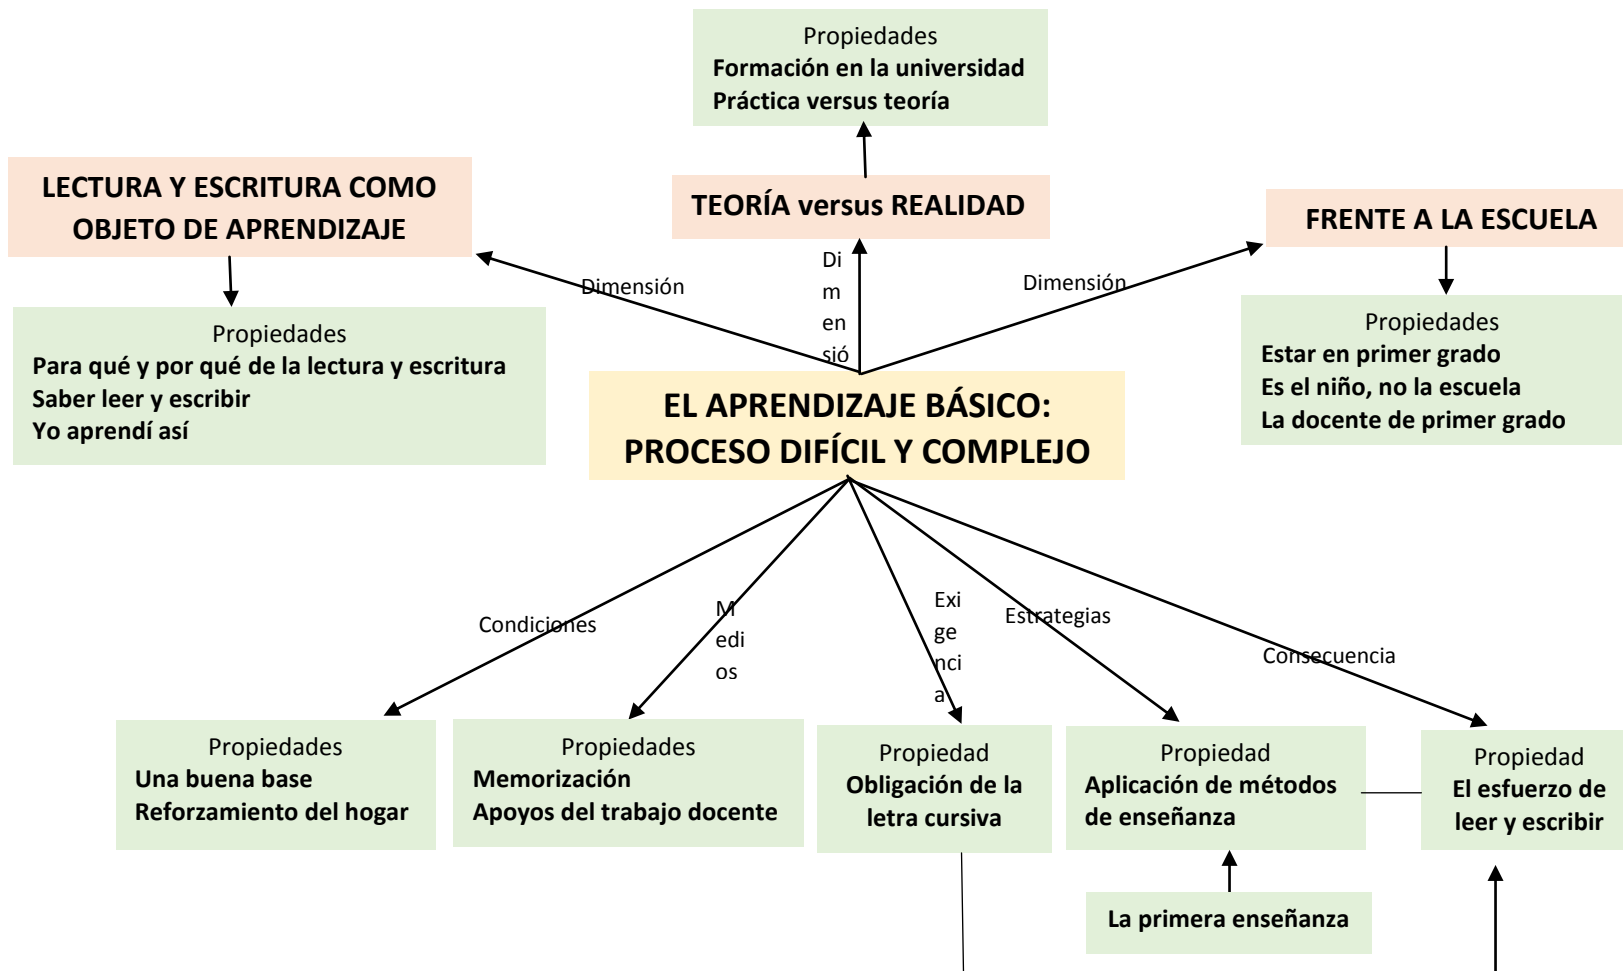 Propiedades
Formación en la universidad
Práctica versus teoría
LECTURA Y ESCRITURA COMO
OBJETO DE APRENDIZAJE
TEORÍA versus REALIDAD
FRENTE A LA ESCUELA
Dimensión
Di
m
en
sió
Dimensión
Propiedades
Para qué y por qué de la lectura y escritura
Saber leer y escribir
Yo aprendí así
Propiedades
Estar en primer grado
Es el niño, no la escuela
La docente de primer grado
EL APRENDIZAJE BÁSICO:
PROCESO DIFÍCIL Y COMPLEJO
Condiciones
M
edi
os
Exi
ge
nci
a
Estrategias
Consecuencia
Propiedades
Una buena base
Reforzamiento del hogar
Propiedades
Memorización
Apoyos del trabajo docente
Propiedad
Obligación de la
letra cursiva
Propiedad
Aplicación de métodos
de enseñanza
Propiedad
El esfuerzo de
leer y escribir
La primera enseñanza